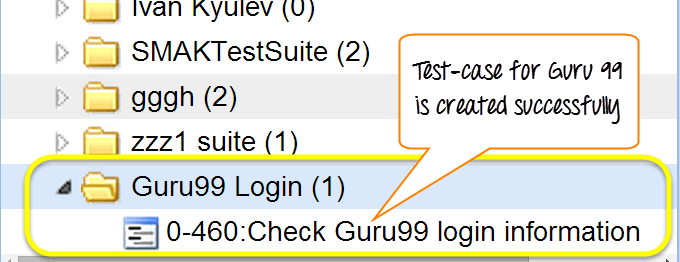 Ivan Kyulev (0)
SMAKTestSuite (2)
Test-case for Guru 99
is created successfully
gggh (2)
zzz1 suite (1)
Guru99 Login (1)
0-460:Check Guru99 login information